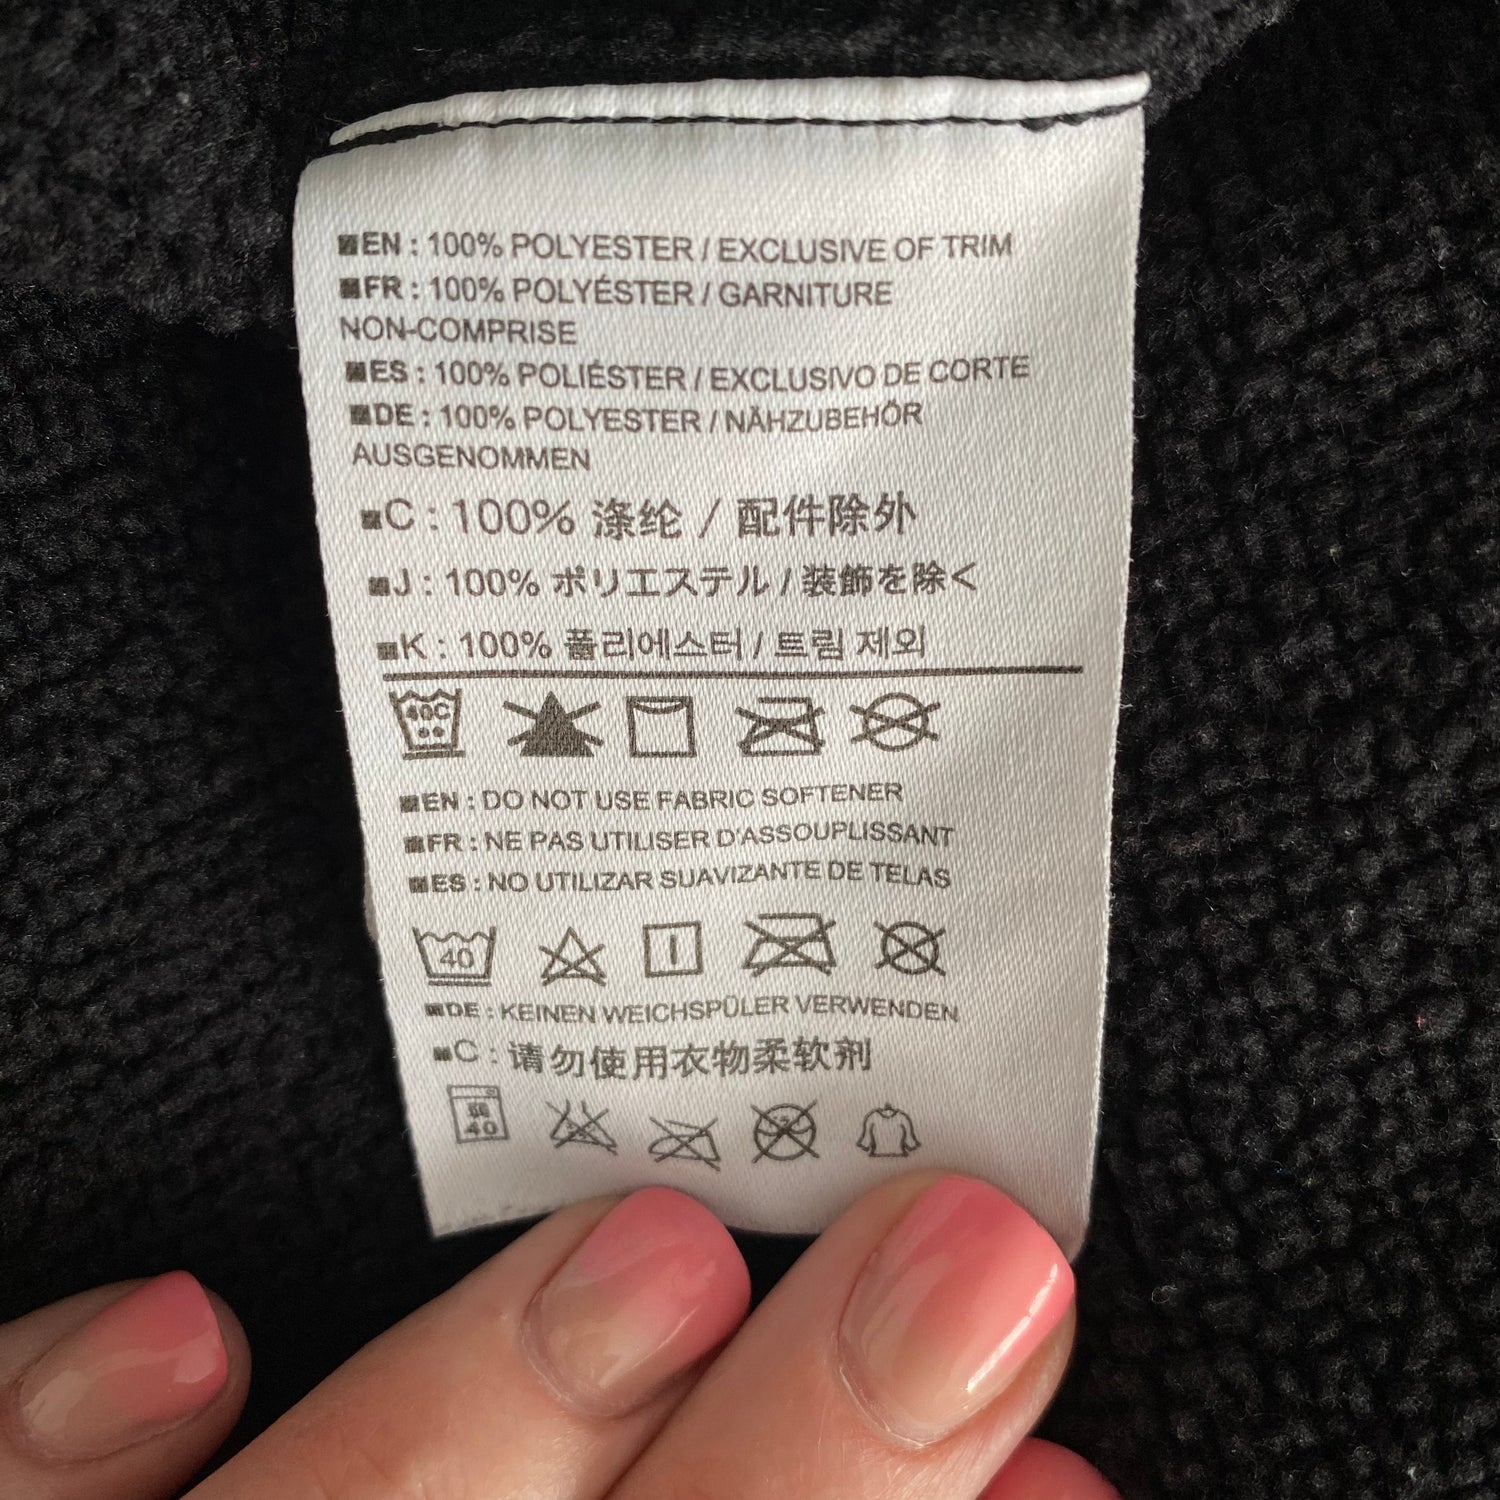 EN : 100% POLYESTER / EXCLUSIVE OF TRIM
FR : 100% POLYÉSTER / GARNITURE
NON-COMPRISE
ES : 100% POLIÉSTER / EXCLUSIVO DE CORTE
DE : 100% POLYESTER / NÄHZUBEHÖR
AUSGENOMMEN
C : 100% 涤纶 / 配件除外
J : 100% ポリエステル / 装飾を除く
K : 100% 폴리에스터 / 트림 제외
40C
EN : DO NOT USE FABRIC SOFTENER
FR : NE PAS UTILISER D'ASSOUPLISSANT
ES : NO UTILIZAR SUAVIZANTE DE TELAS
40
DE : KEINEN WEICHSPÜLER VERWENDEN
C : 请勿使用衣物柔软剂
40